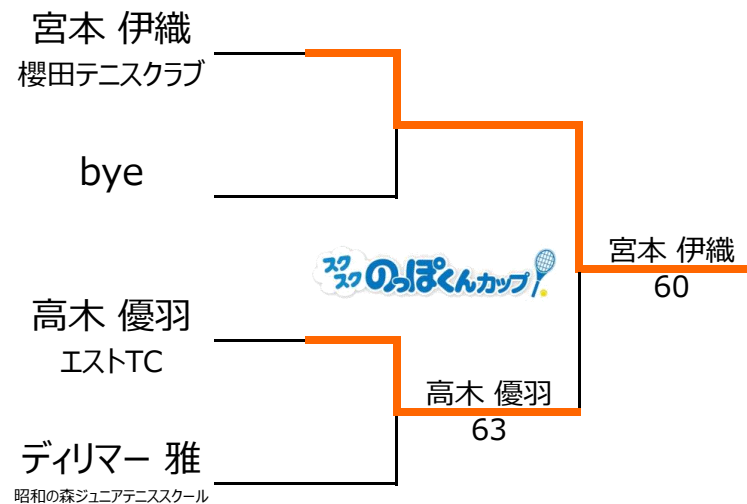 宮本 伊織
櫻田テニスクラブ
bye
スクスク のっぽくんカップ
宮本 伊織
60
高木 優羽
エストTC
高木 優羽
63
ディリマー 雅
昭和の森ジュニアテニススクール